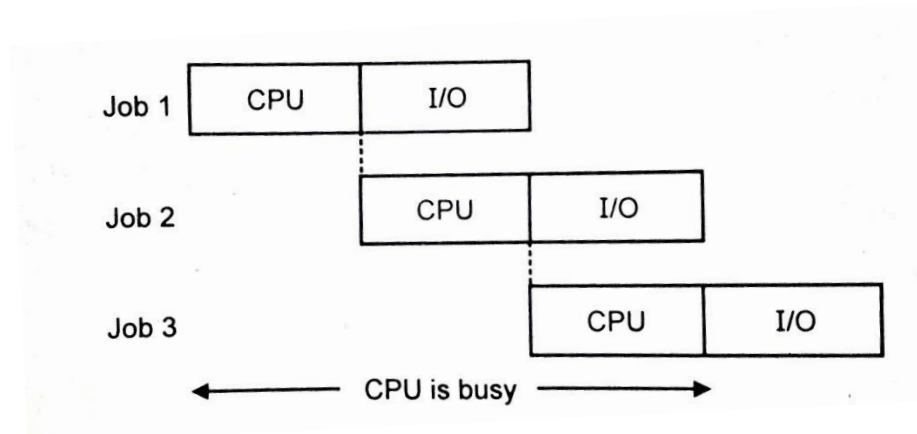 Job 1 CPU I/O
Job 2 CPU I/O
Job 3 CPU I/O
CPU is busy